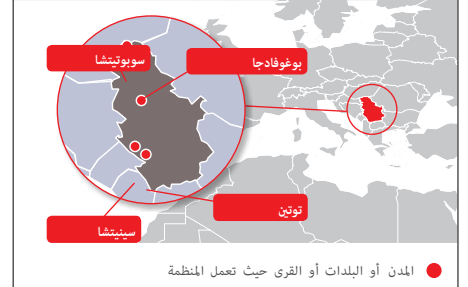 سوبوتيتشا
بوغوفادجا
توتين
سينيتشا
المدن أو البلدات أو القرى حيث تعمل المنظمة